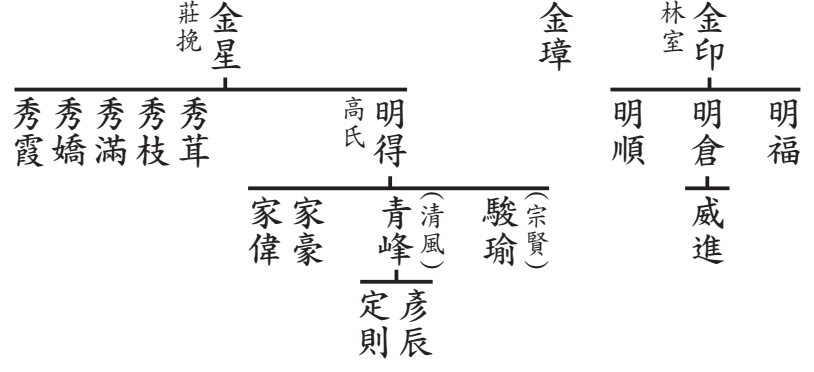 金印
林室
金璋
金星
莊挽
明福
明倉
明順
明得
高氏
秀茸
秀枝
秀滿
秀嬌
秀霞
威進
駿瑜
(宗賢)
青峰
(清風)
家豪
家偉
彥辰
定則